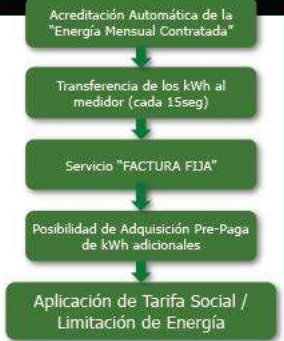 Acreditación Automática de la
"Energía Mensual Contratada"
Transferencia de los kWh al
medidor (cada 15seg)
Servicio "FACTURA FIJA"
Posibilidad de Adquisición Pre-Paga
de kWh adicionales
Aplicación de Tarifa Social /
Limitación de Energía